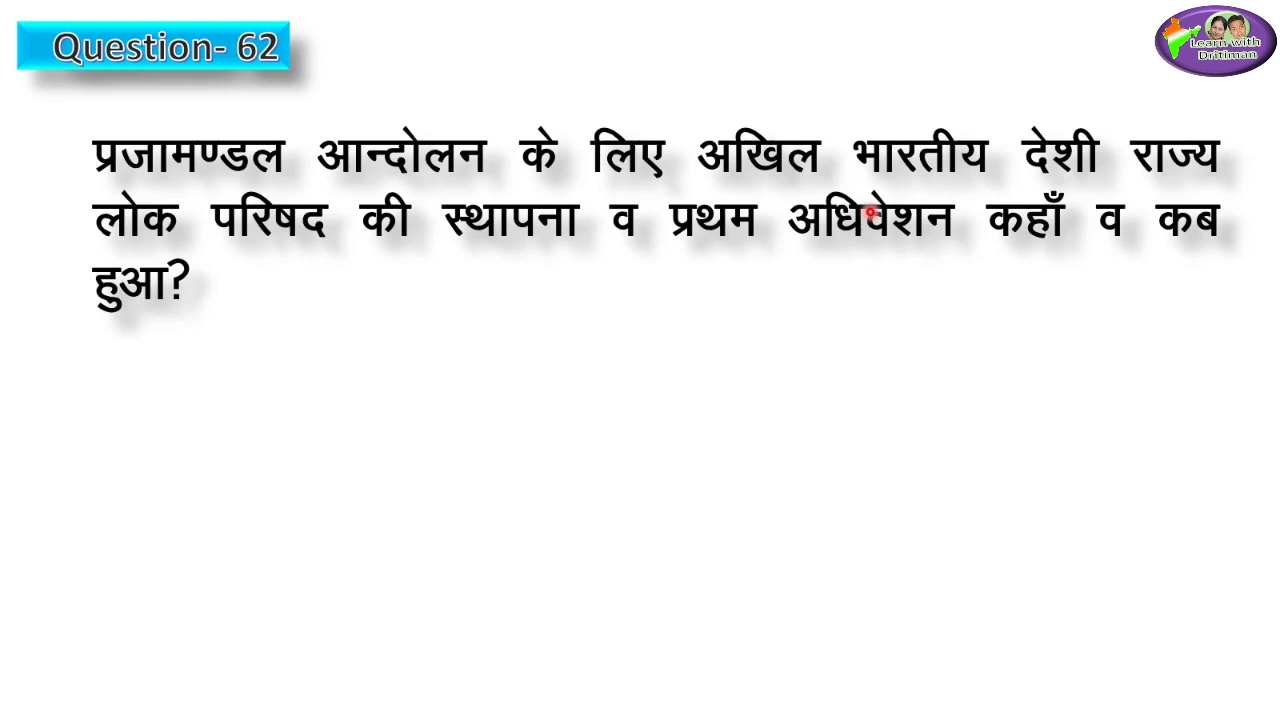 Question- 62
Learn with
Dritiman
प्रजामण्डल आन्दोलन के लिए अखिल भारतीय देशी राज्य
लोक परिषद की स्थापना व प्रथम अधिवेशन कहाँ व कब
हुआ?